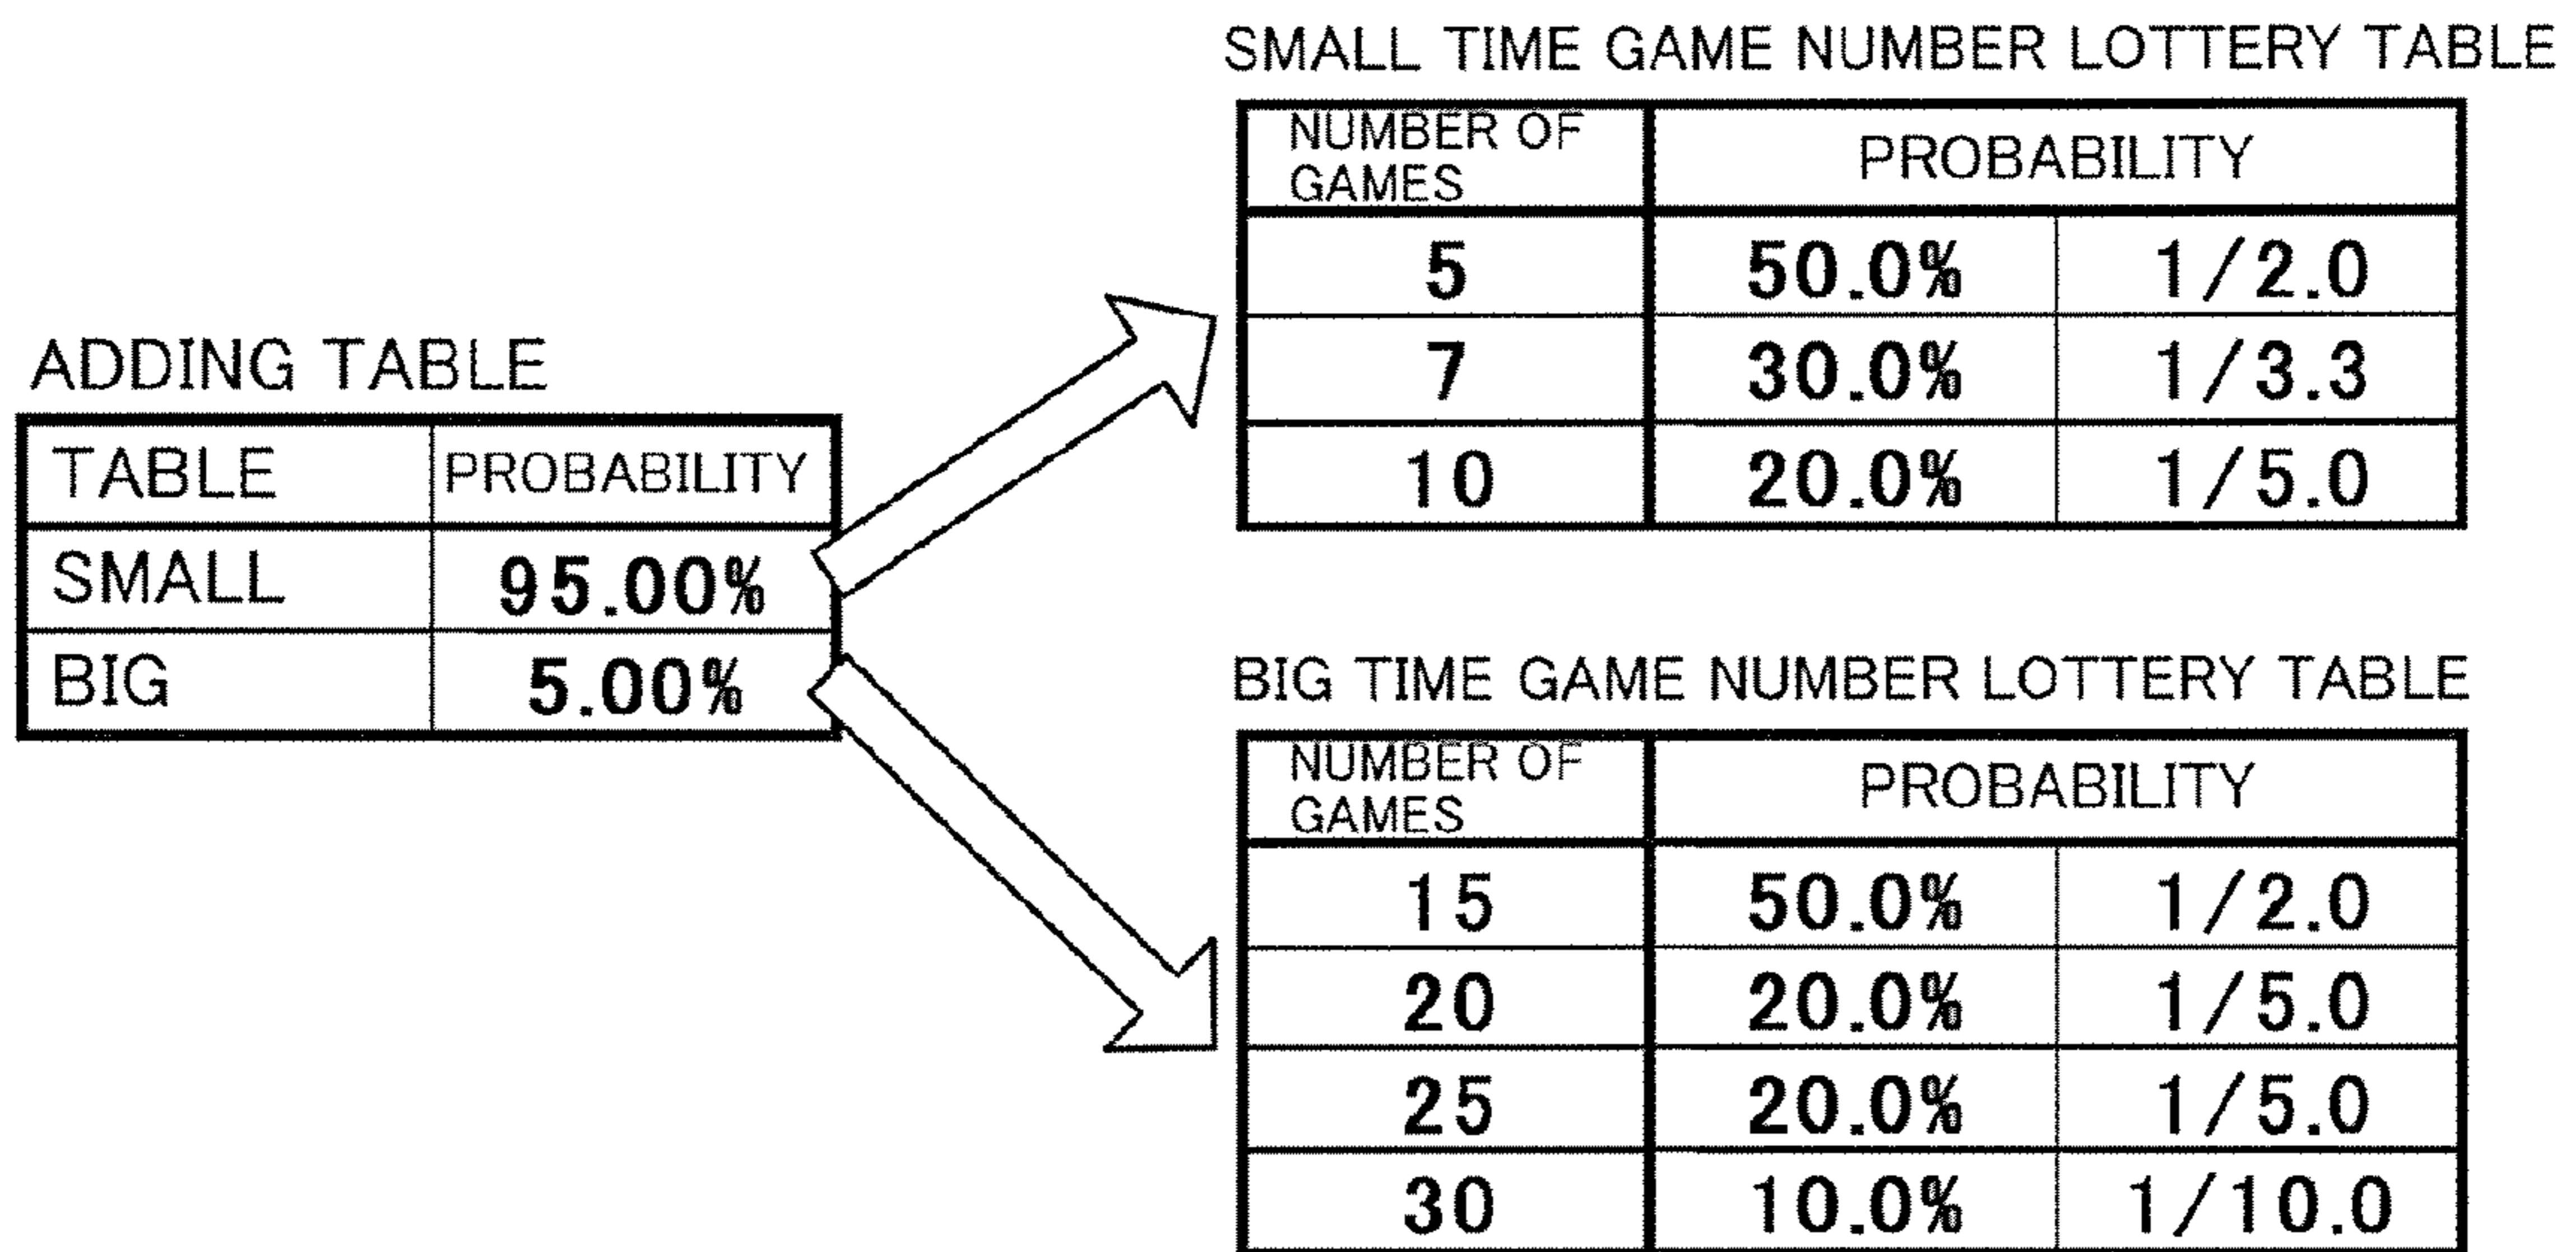 SMALL TIME GAME NUMBER LOTTERY TABLE
NUMBER OF
GAMES
PROBABILITY
5 50.0% 1/2.0
7 30.0% 1/3.3
10 20.0% 1/5.0
ADDING TABLE
TABLE PROBABILITY
SMALL 95.00%
BIG 5.00%
BIG TIME GAME NUMBER LOTTERY TABLE
NUMBER OF
GAMES
PROBABILITY
15 50.0% 1/2.0
20 20.0% 1/5.0
25 20.0% 1/5.0
30 10.0% 1/10.0